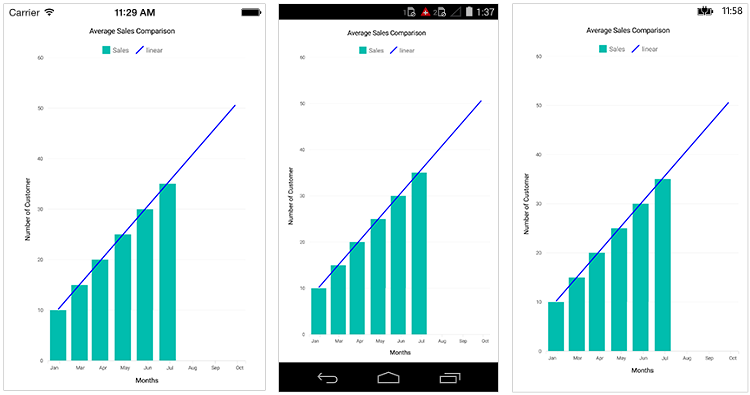 Carrier 11:29 AM
Average Sales Comparison
Sales linear
60
50
40
30
20
10
0
Number of Customer
Jan Mar Apr May Jun Jul Aug Sep Oct
Months
1 2 1:37
Average Sales Comparison
Sales linear
60
50
40
30
20
10
0
Number of Customer
Jan Mar Apr May Jun Jul Aug Sep Oct
Months
11:58
Average Sales Comparison
Sales linear
60
50
40
30
20
10
0
Number of Customer
Jan Mar Apr May Jun Jul Aug Sep Oct
Months